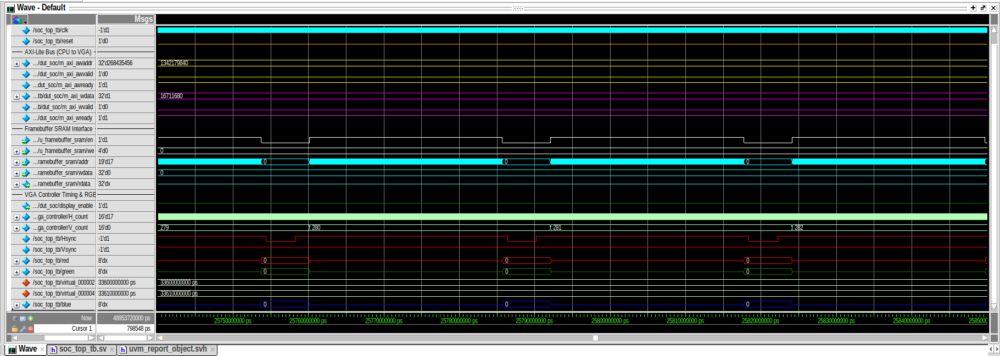 Wave - Default
Msgs
/soc_top_tb/clk -1'd1
/soc_top_tb/reset 1'd0
AXI-Lite Bus (CPU to VGA)
.../dut_soc/m_axi_awaddr 32'd268435456 1342179840
.../dut_soc/m_axi_awvalid 1'd0
...dut_soc/m_axi_awready 1'd1
...tb/dut_soc/m_axi_wdata 32'd1 16711680
...b/dut_soc/m_axi_wvalid 1'd0
.../dut_soc/m_axi_wready 1'd1
Framebuffer SRAM Interface
.../u_framebuffer_sram/en 1'd1
.../u_framebuffer_sram/we 4'd0 0
...ramebuffer_sram/addr 19'd17 0 0 0
...ramebuffer_sram/wdata 32'd0 0
...ramebuffer_sram/rdata 32'dx
VGA Controller Timing & RGB
.../dut_soc/display_enable 1'd1
...ga_controller/H_count 16'd17
...ga_controller/V_count 16'd0 279 280 281 282
/soc_top_tb/Hsync -1'd1
/soc_top_tb/Vsync -1'd1
/soc_top_tb/red 8'dx 0 0 0
/soc_top_tb/green 8'dx 0 0 0
/soc_top_tb/virtual_000002 33600000000 ps 33600000000 ps
/soc_top_tb/virtual_000004 33610000000 ps 33610000000 ps
/soc_top_tb/blue 8'dx 0 0 0
Now 48953720000 ps 25750000000 ps 25760000000 ps 25770000000 ps 25780000000 ps 25790000000 ps 25800000000 ps 25810000000 ps 25820000000 ps 25830000000 ps 25840000000 ps 2585000
Cursor 1 798548 ps
Wave soc_top_tb.sv uvm_report_object.svh